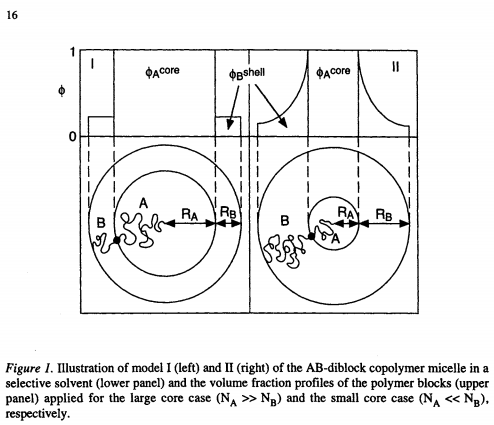 16
1
I
ϕAcore
ϕBshell
ϕAcore
II
ϕ
0
A
B
RA
RB
B
RA
RB
A
Figure 1. Illustration of model I (left) and II (right) of the AB-diblock copolymer micelle in a
selective solvent (lower panel) and the volume fraction profiles of the polymer blocks (upper
panel) applied for the large core case (NA >> NB) and the small core case (NA << NB),
respectively.